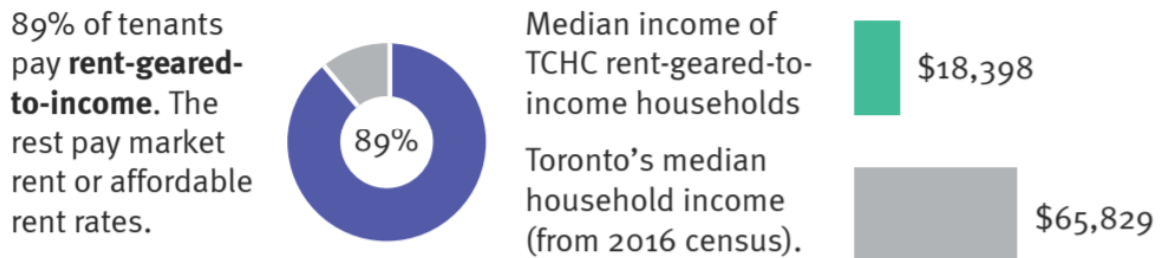 89% of tenants
pay rent-geared-
to-income. The
rest pay market
rent or affordable
rent rates.
89%
Median income of
TCHC rent-geared-to-
income households
$18,398
Toronto’s median
household income
(from 2016 census).
$65,829